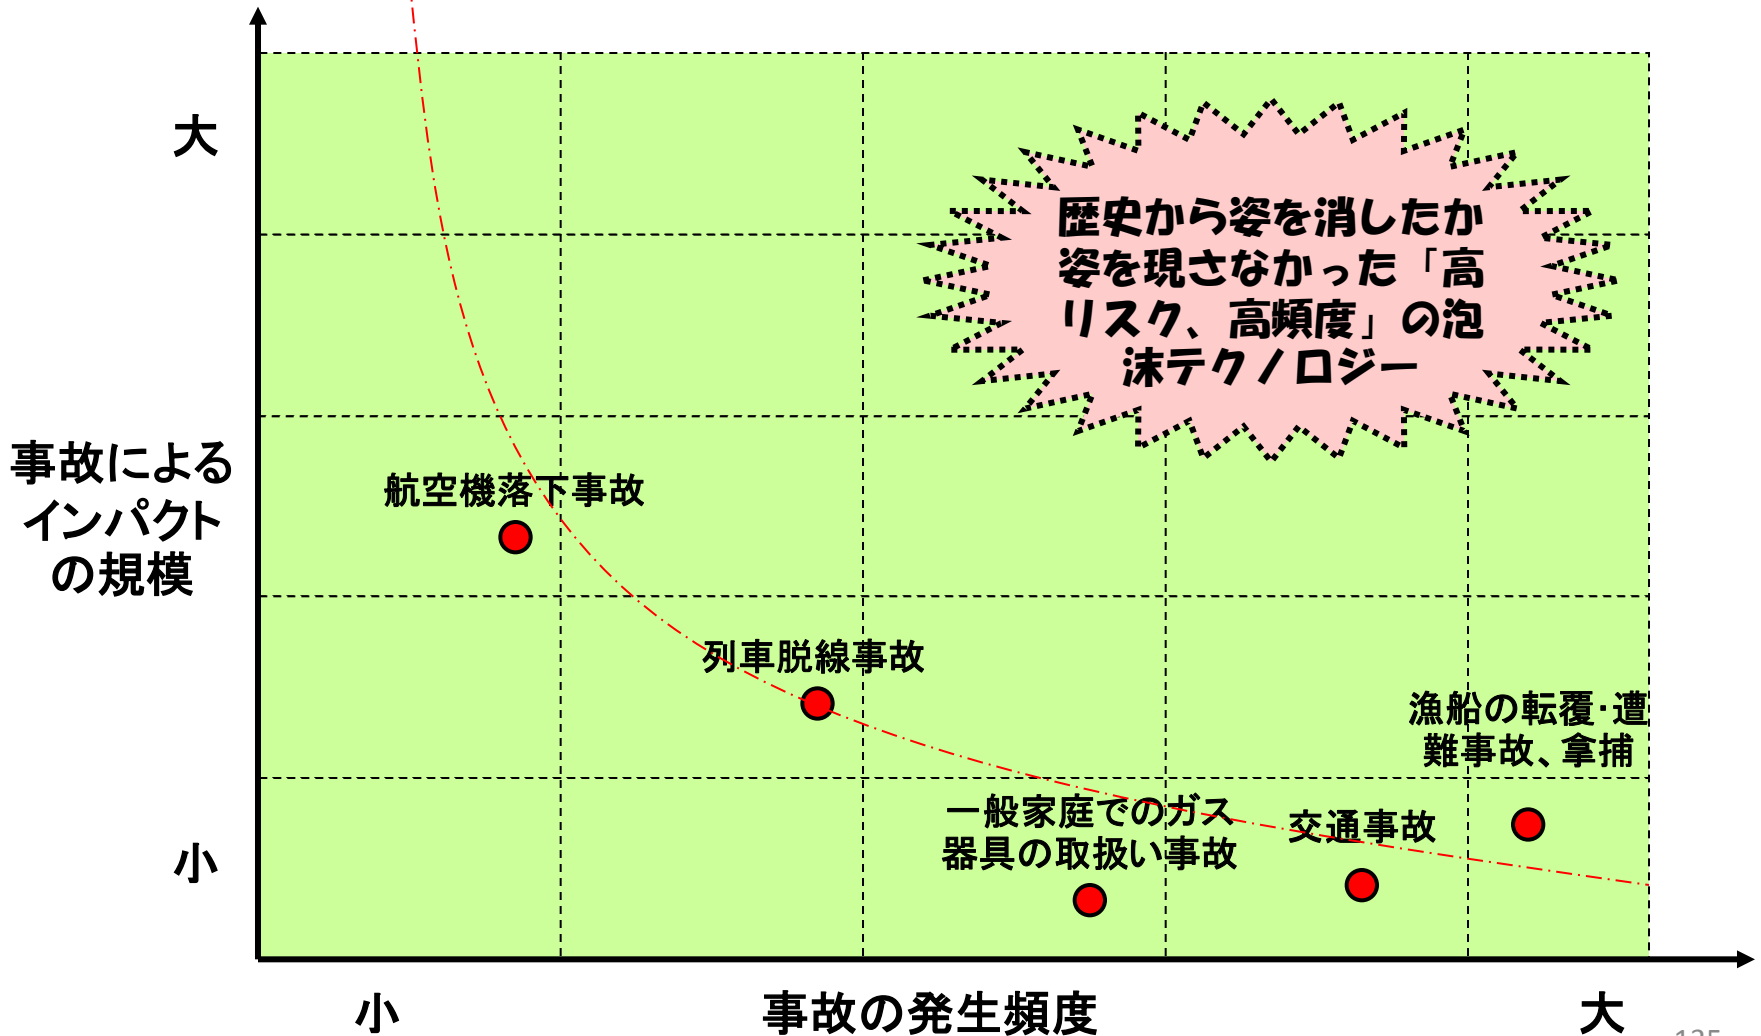 大
歴史から姿を消したか
姿を現さなかった「高
リスク、高頻度」の泡
沫テクノロジー
事故による
インパクト
の規模
航空機落下事故
列車脱線事故
漁船の転覆・遭
難事故、拿捕
一般家庭でのガス
器具の取扱い事故
交通事故
小
小
事故の発生頻度
大